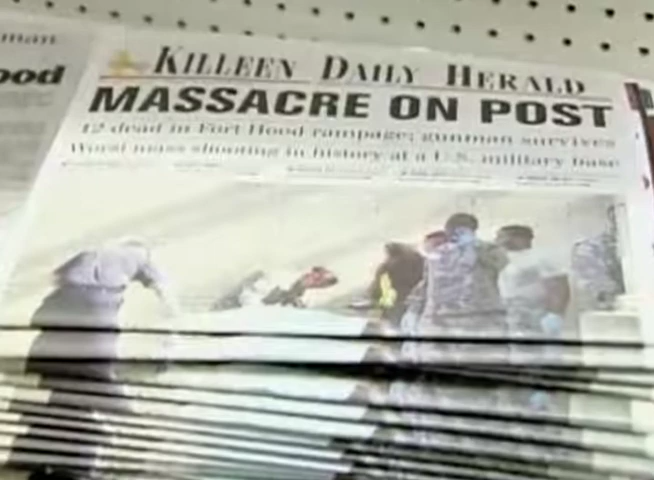 man
ood
KILLEEN DAILY HERALD
MASSACRE ON POST
12 dead in Fort Hood rampage; gunman survives
Worst mass shooting in history at a U.S. military base